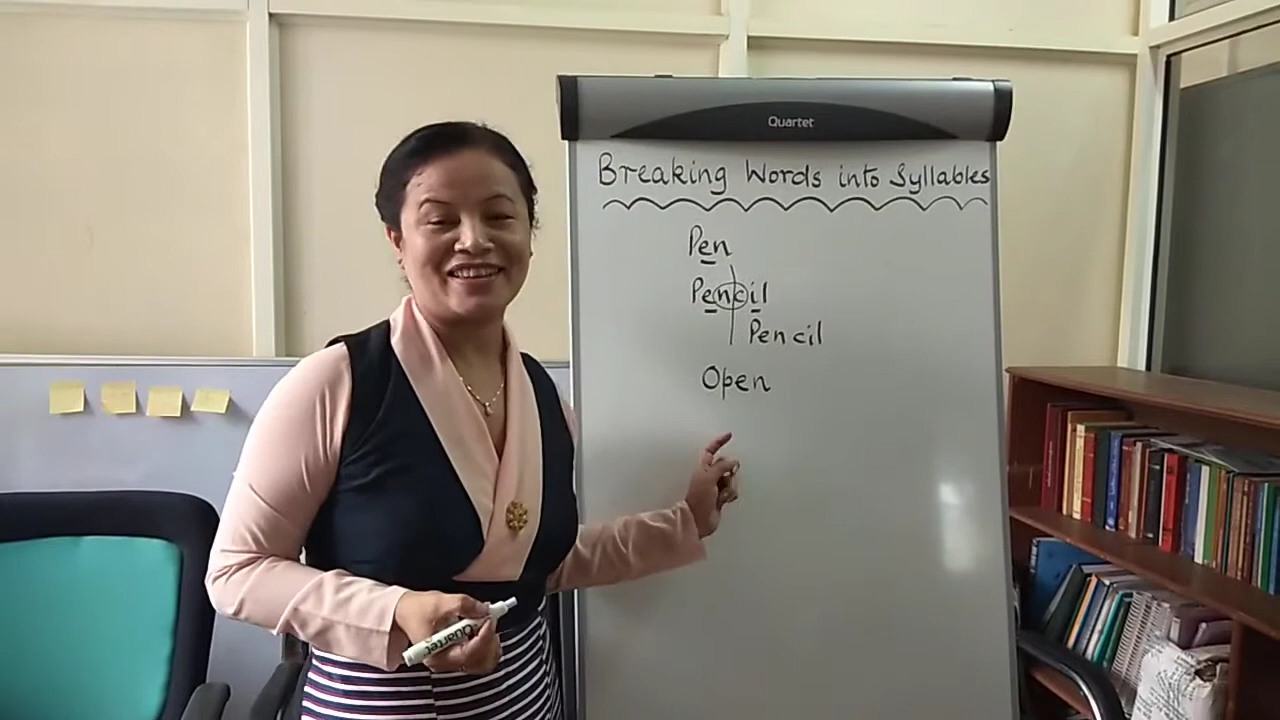 Quartet
Breaking Words into Syllables
Pen
Pencil
Pen cil
Open
Quartet